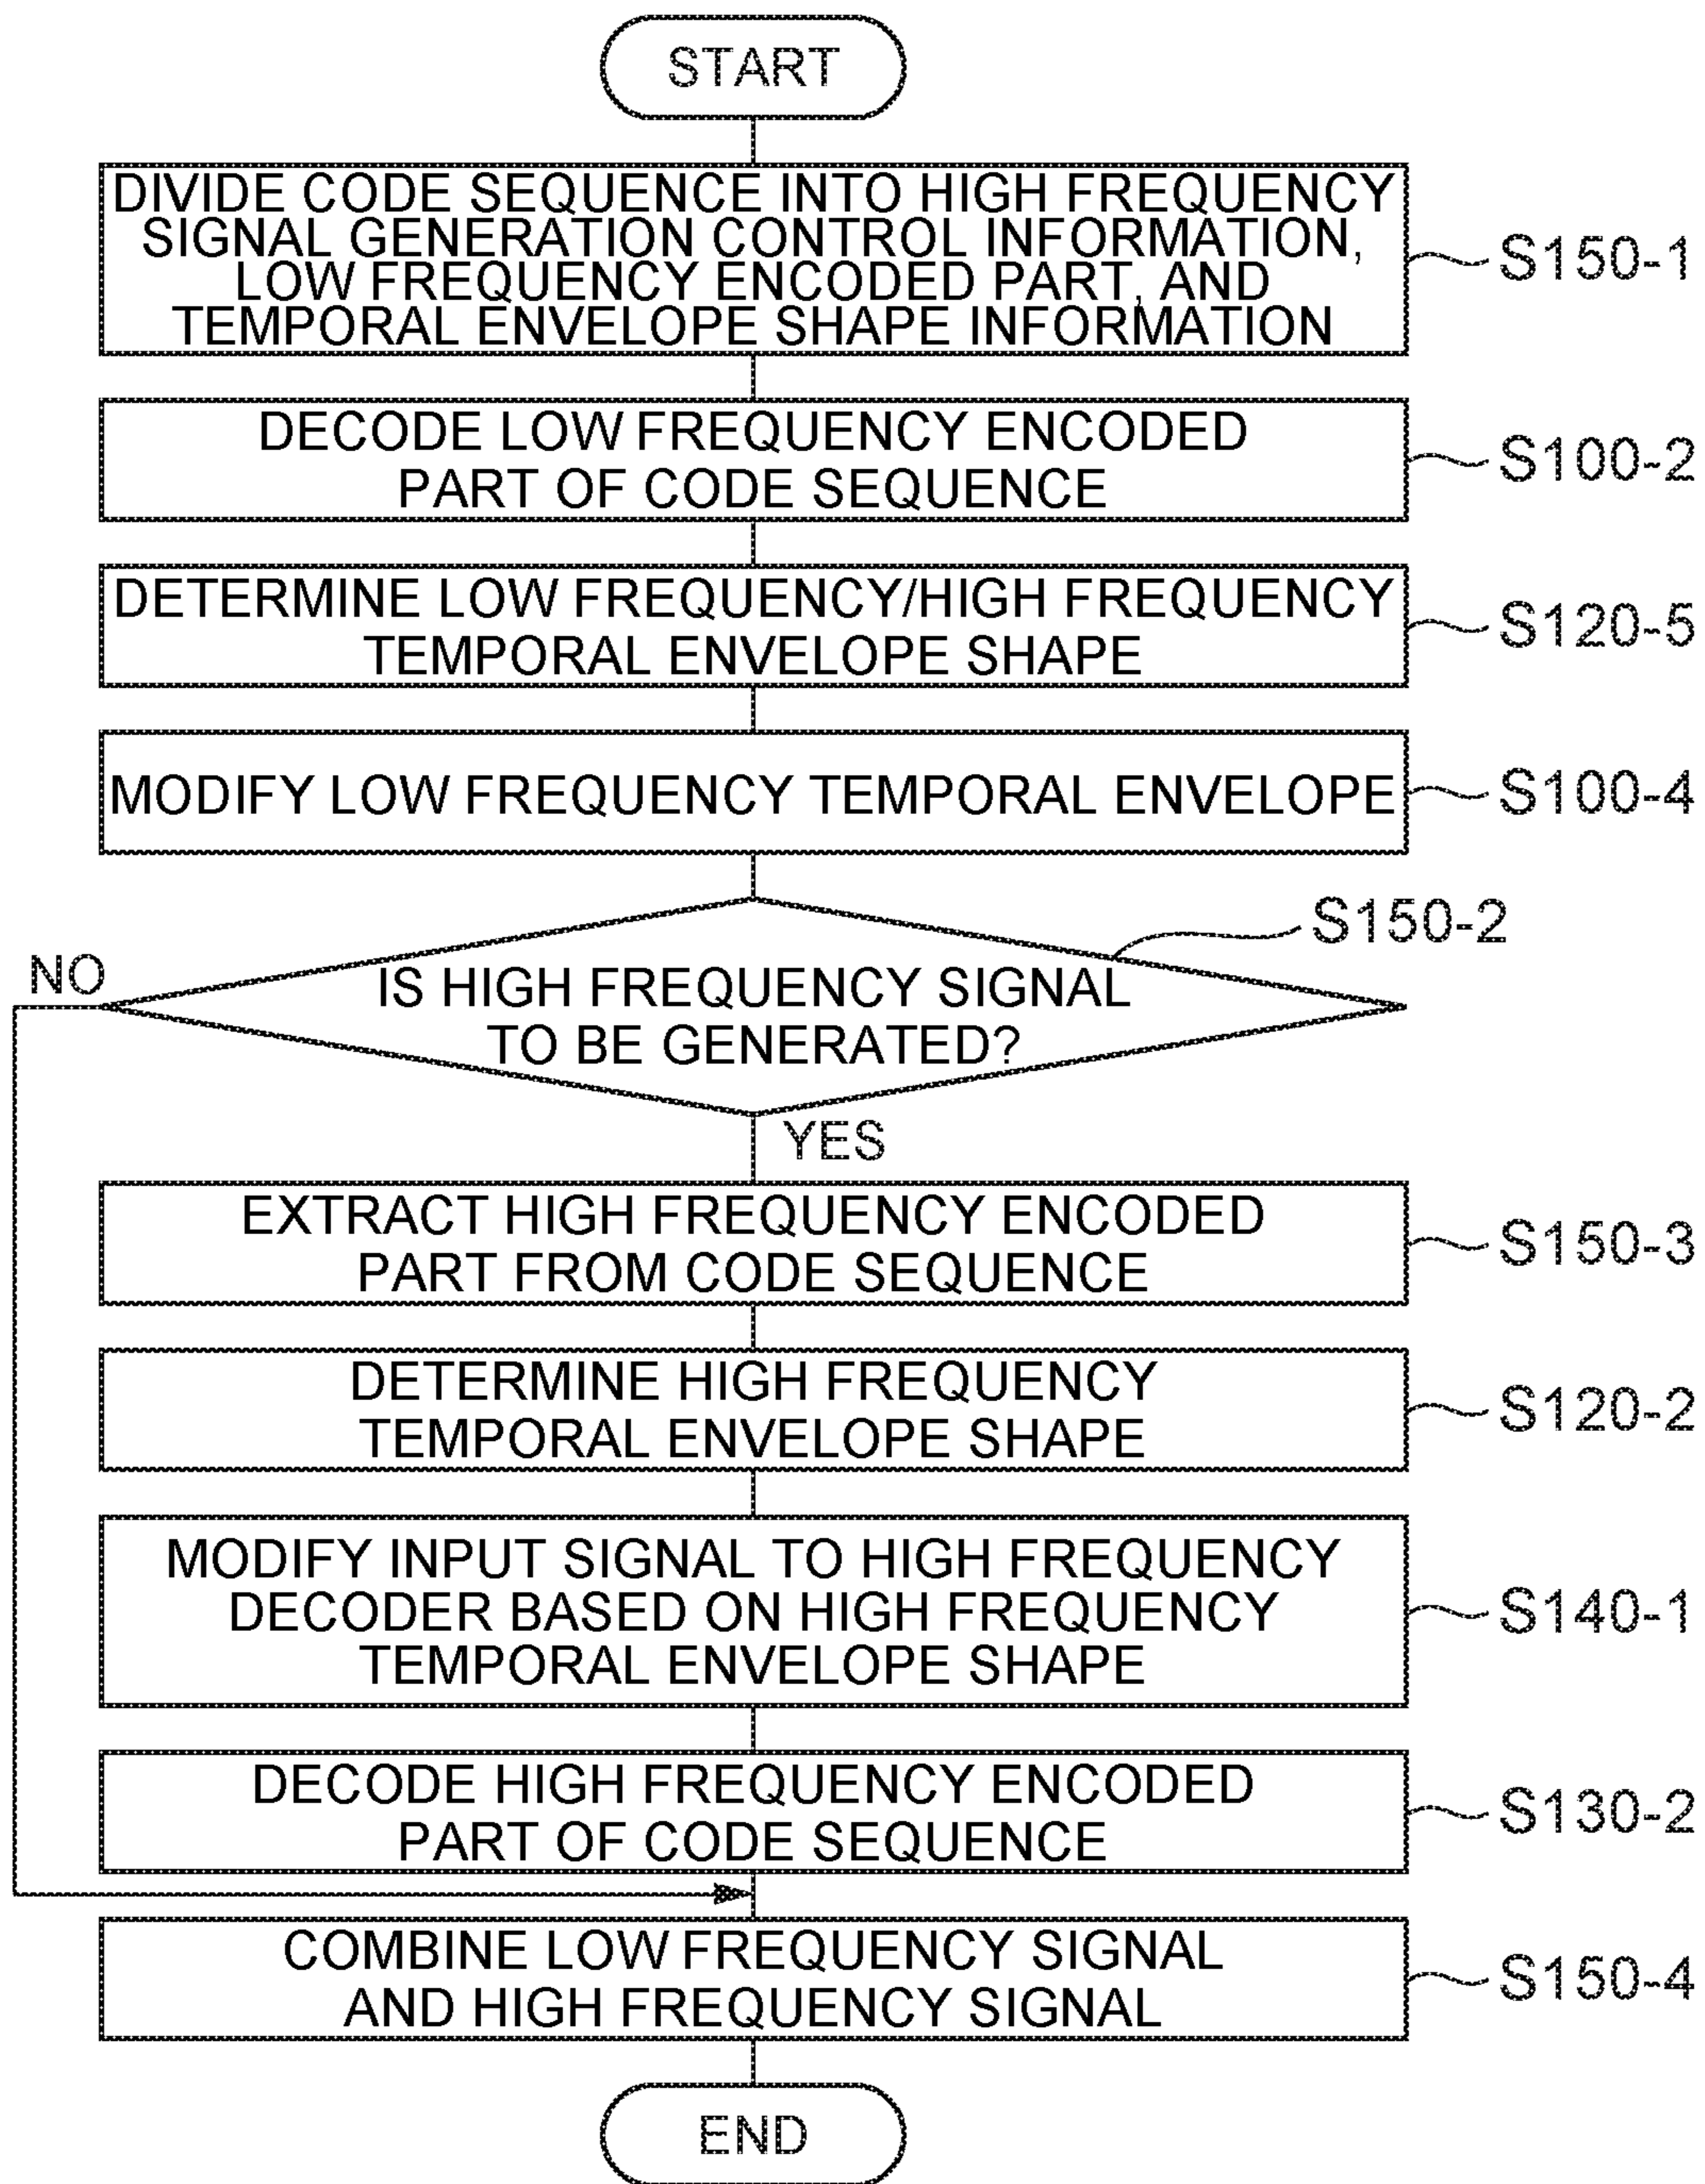 START
DIVIDE CODE SEQUENCE INTO HIGH FREQUENCY
SIGNAL GENERATION CONTROL INFORMATION,
LOW FREQUENCY ENCODED PART, AND
TEMPORAL ENVELOPE SHAPE INFORMATION
S150-1
DECODE LOW FREQUENCY ENCODED
PART OF CODE SEQUENCE
S100-2
DETERMINE LOW FREQUENCY/HIGH FREQUENCY
TEMPORAL ENVELOPE SHAPE
S120-5
MODIFY LOW FREQUENCY TEMPORAL ENVELOPE
S100-4
S150-2
NO
IS HIGH FREQUENCY SIGNAL
TO BE GENERATED?
YES
EXTRACT HIGH FREQUENCY ENCODED
PART FROM CODE SEQUENCE
S150-3
DETERMINE HIGH FREQUENCY
TEMPORAL ENVELOPE SHAPE
S120-2
MODIFY INPUT SIGNAL TO HIGH FREQUENCY
DECODER BASED ON HIGH FREQUENCY
TEMPORAL ENVELOPE SHAPE
S140-1
DECODE HIGH FREQUENCY ENCODED
PART OF CODE SEQUENCE
S130-2
COMBINE LOW FREQUENCY SIGNAL
AND HIGH FREQUENCY SIGNAL
S150-4
END